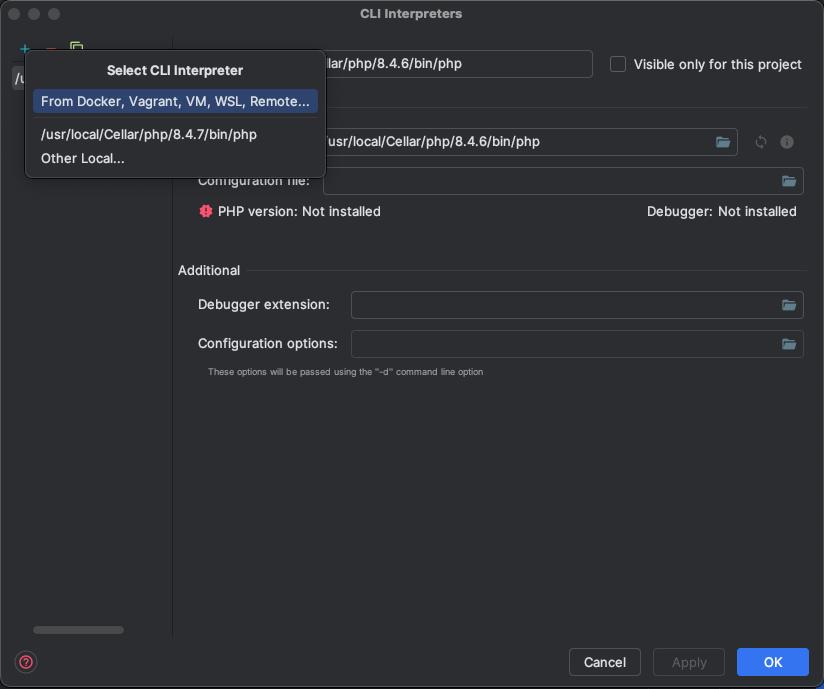 CLI Interpreters
Select CLI Interpreter
From Docker, Vagrant, VM, WSL, Remote...
/usr/local/Cellar/php/8.4.7/bin/php
Other Local...
llar/php/8.4.6/bin/php
Visible only for this project
/usr/local/Cellar/php/8.4.6/bin/php
Configuration file:
PHP version: Not installed
Debugger: Not installed
Additional
Debugger extension:
Configuration options:
These options will be passed using the "-d" command line option
?
Cancel
Apply
OK